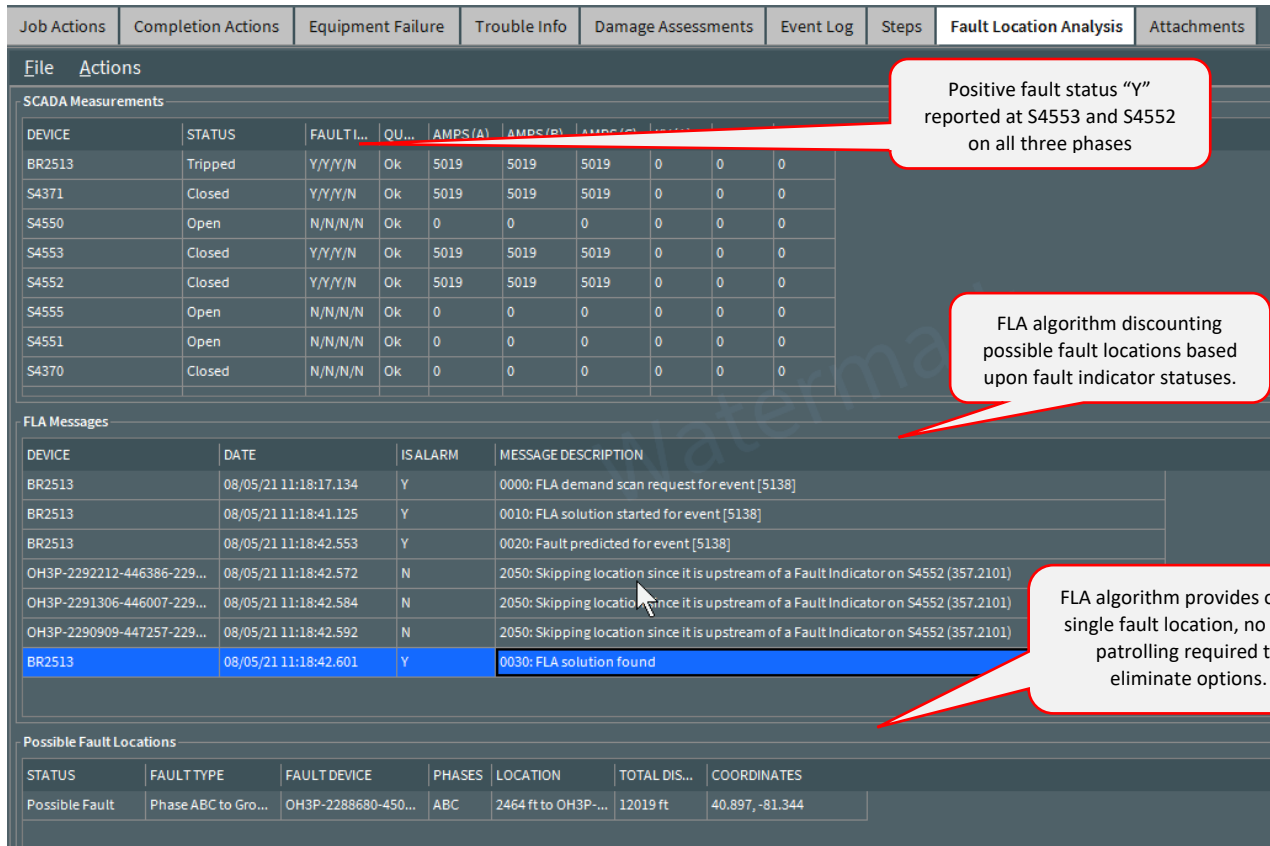 Job Actions Completion Actions Equipment Failure Trouble Info Damage Assessments Event Log Steps Fault Location Analysis Attachments
File Actions
SCADA Measurements
DEVICE STATUS FAULT I... QU... AMPS (A) AMPS (B) AMPS (C)
BR2513 Tripped Y/Y/Y/N Ok 5019 5019 5019 0 0 0
S4371 Closed Y/Y/Y/N Ok 5019 5019 5019 0 0 0
S4550 Open N/N/N/N Ok 0 0 0 0 0 0
S4553 Closed Y/Y/Y/N Ok 5019 5019 5019 0 0 0
S4552 Closed Y/Y/Y/N Ok 5019 5019 5019 0 0 0
S4555 Open N/N/N/N Ok 0 0 0 0 0 0
S4551 Open N/N/N/N Ok 0 0 0 0 0 0
S4370 Closed N/N/N/N Ok 0 0 0 0 0 0
Positive fault status “Y”
reported at S4553 and S4552
on all three phases
FLA algorithm discounting
possible fault locations based
upon fault indicator statuses.
FLA Messages
DEVICE DATE IS ALARM MESSAGE DESCRIPTION
BR2513 08/05/21 11:18:17.134 Y 0000: FLA demand scan request for event [5138]
BR2513 08/05/21 11:18:41.125 Y 0010: FLA solution started for event [5138]
BR2513 08/05/21 11:18:42.553 Y 0020: Fault predicted for event [5138]
OH3P-2292212-446386-229... 08/05/21 11:18:42.572 N 2050: Skipping location since it is upstream of a Fault Indicator on S4552 (357.2101)
OH3P-2291306-446007-229... 08/05/21 11:18:42.584 N 2050: Skipping location since it is upstream of a Fault Indicator on S4552 (357.2101)
OH3P-2290909-447257-229... 08/05/21 11:18:42.592 N 2050: Skipping location since it is upstream of a Fault Indicator on S4552 (357.2101)
BR2513 08/05/21 11:18:42.601 Y 0030: FLA solution found
FLA algorithm provides
single fault location, no
patrolling required
eliminate options.
Possible Fault Locations
STATUS FAULT TYPE FAULT DEVICE PHASES LOCATION TOTAL DIS... COORDINATES
Possible Fault Phase ABC to Gro... OH3P-2288680-450... ABC 2464 ft to OH3P-... 12019 ft 40.897, -81.344
Waterma